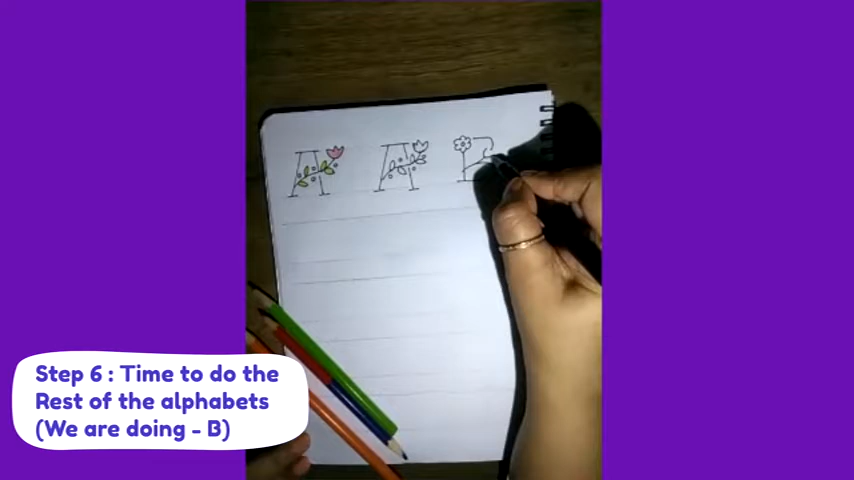 A A
Step 6 : Time to do the
Rest of the alphabets
(We are doing - B)